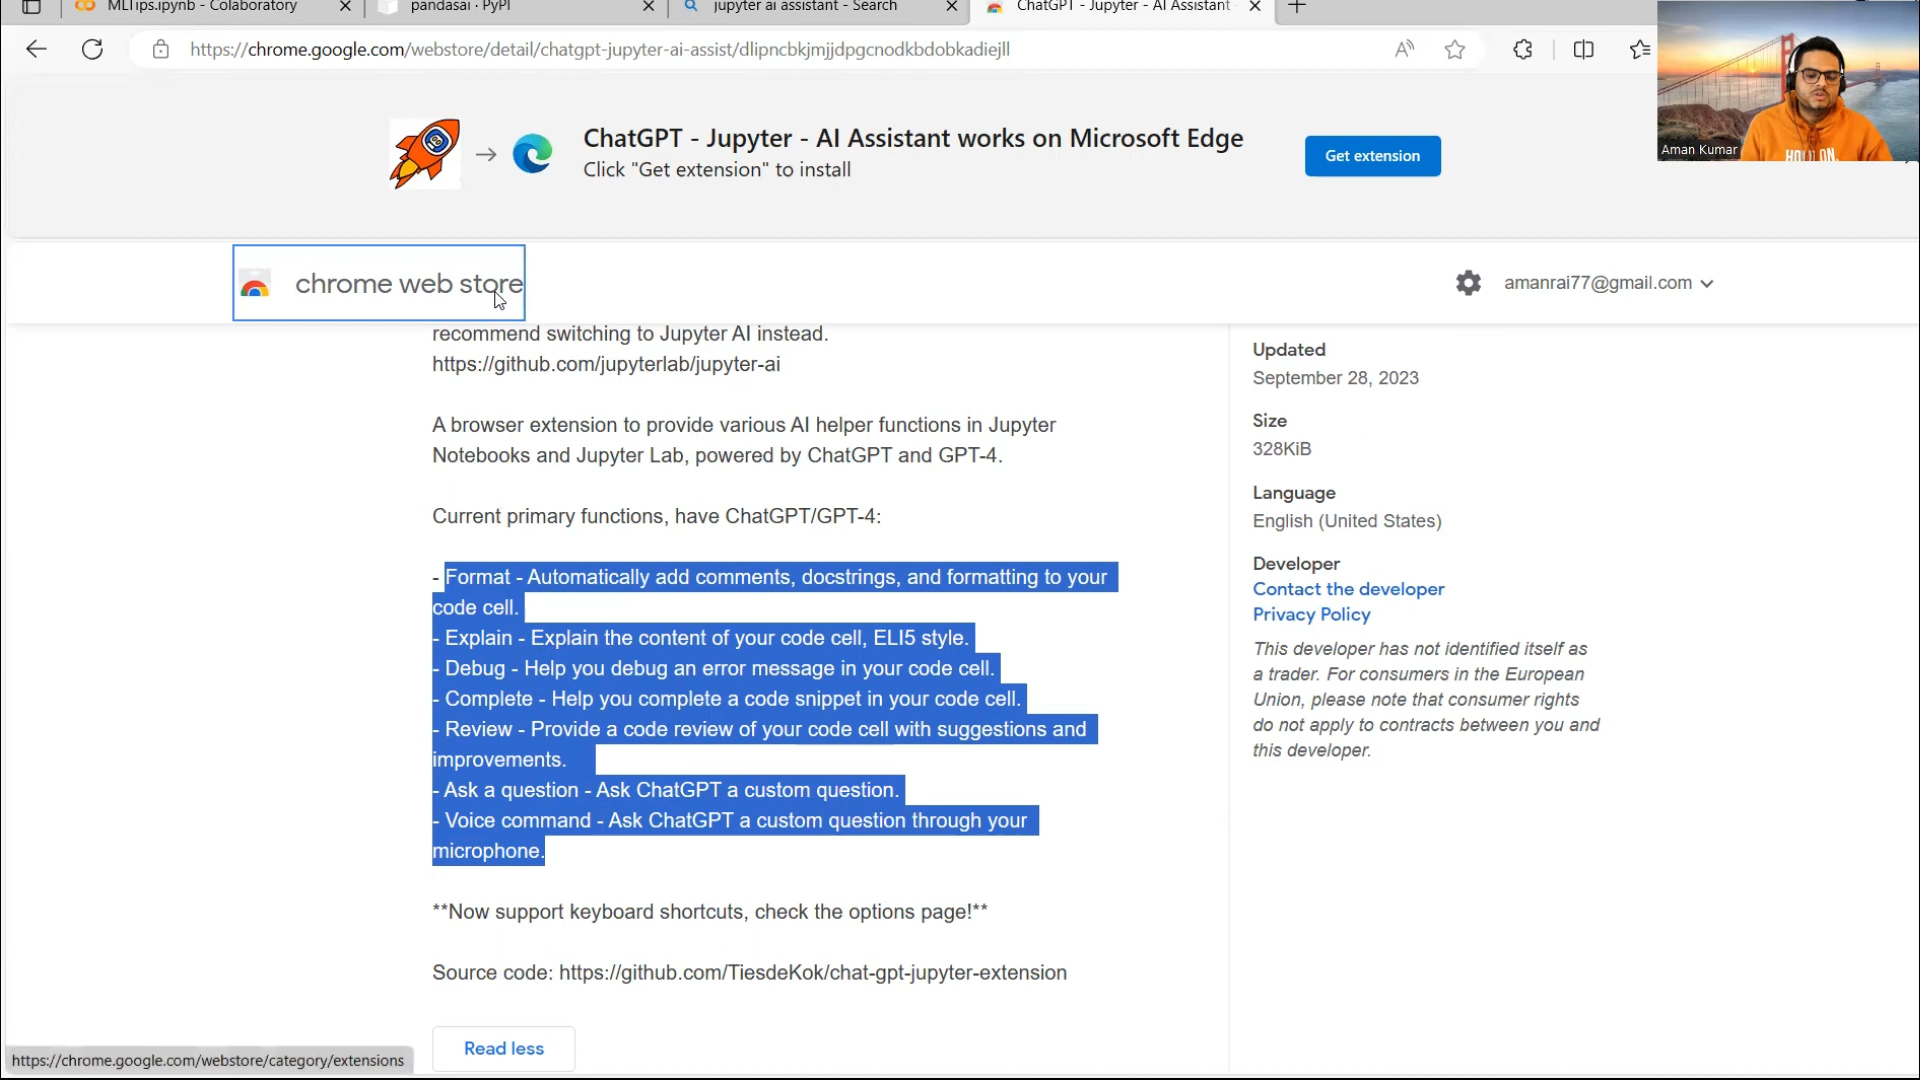 MLTips.ipynb - Colaboratory
pandasai · PyPI
jupyter ai assistant - Search
ChatGPT - Jupyter - AI Assistant
https://chrome.google.com/webstore/detail/chatgpt-jupyter-ai-assist/dlipncbkjmjjdpgcnodkbdobkadiejll
Aman Kumar
ChatGPT - Jupyter - AI Assistant works on Microsoft Edge
Click "Get extension" to install
Get extension
chrome web store
amanrai77@gmail.com
recommend switching to Jupyter AI instead.
https://github.com/jupyterlab/jupyter-ai
A browser extension to provide various AI helper functions in Jupyter
Notebooks and Jupyter Lab, powered by ChatGPT and GPT-4.
Current primary functions, have ChatGPT/GPT-4:
- Format - Automatically add comments, docstrings, and formatting to your
code cell.
- Explain - Explain the content of your code cell, ELI5 style.
- Debug - Help you debug an error message in your code cell.
- Complete - Help you complete a code snippet in your code cell.
- Review - Provide a code review of your code cell with suggestions and
improvements.
- Ask a question - Ask ChatGPT a custom question.
- Voice command - Ask ChatGPT a custom question through your
microphone.
**Now support keyboard shortcuts, check the options page!**
Source code: https://github.com/TiesdeKok/chat-gpt-jupyter-extension
Read less
Updated
September 28, 2023
Size
328KiB
Language
English (United States)
Developer
Contact the developer
Privacy Policy
This developer has not identified itself as
a trader. For consumers in the European
Union, please note that consumer rights
do not apply to contracts between you and
this developer.
https://chrome.google.com/webstore/category/extensions